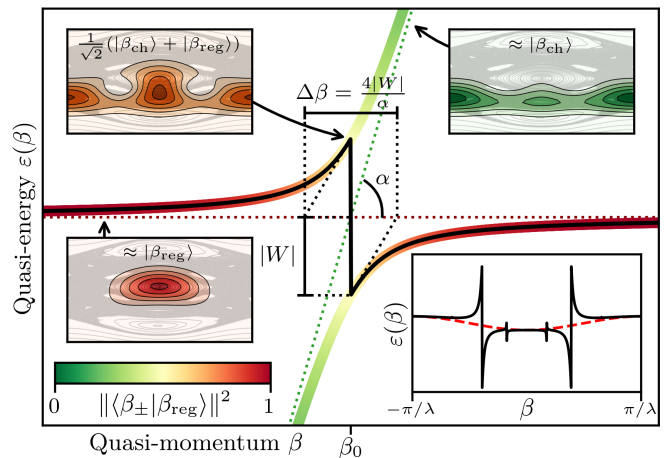 1/√2 (|β_ch⟩ + |β_reg⟩)
≈ |β_ch⟩
Δβ = 4|W|/α
α
|W|
≈ |β_reg⟩
Quasi-energy ε(β)
ε(β)
−π/λ β π/λ
0 ‖⟨β_±|β_reg⟩‖² 1
Quasi-momentum β β₀